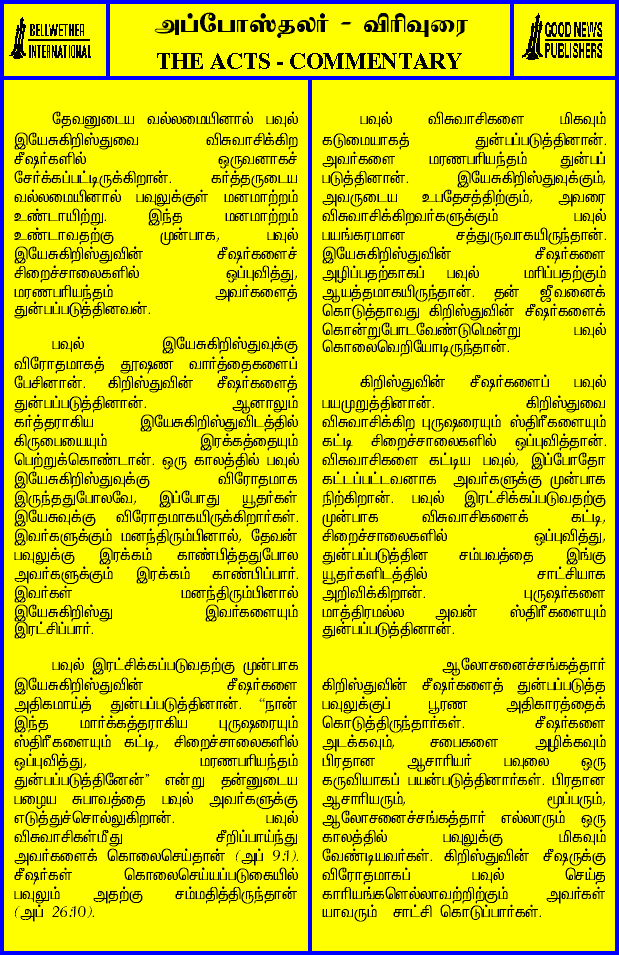 BELLWETHER
INTERNATIONAL
அப்போஸ்தலர் - விரிவுரை
THE ACTS - COMMENTARY
GOOD NEWS
PUBLISHERS
தேவனுடைய வல்லமையினால் பவுல்
இயேசுகிறிஸ்துவை விசுவாசிக்கிற
சீஷர்களில் ஒருவனாகச்
சேர்க்கப்பட்டிருக்கிறான். கர்த்தருடைய
வல்லமையினால் பவுலுக்குள் மனமாற்றம்
உண்டாயிற்று. இந்த மனமாற்றம்
உண்டாவதற்கு முன்பாக, பவுல்
இயேசுகிறிஸ்துவின் சீஷர்களைச்
சிறைச்சாலைகளில் ஒப்புவித்து,
மரணபரியந்தம் அவர்களைத்
துன்பப்படுத்தினவன்.
பவுல் இயேசுகிறிஸ்துவுக்கு
விரோதமாகத் தூஷண வார்த்தைகளைப்
பேசினான். கிறிஸ்துவின் சீஷர்களைத்
துன்பப்படுத்தினான். ஆனாலும்
கர்த்தராகிய இயேசுகிறிஸ்துவிடத்தில்
கிருபையையும் இரக்கத்தையும்
பெற்றுக்கொண்டான். ஒரு காலத்தில் பவுல்
இயேசுகிறிஸ்துவுக்கு விரோதமாக
இருந்ததுபோலவே, இப்போது யூதர்கள்
இயேசுவுக்கு விரோதமாகயிருக்கிறார்கள்.
இவர்களுக்கும் மனந்திரும்பினால், தேவன்
பவுலுக்கு இரக்கம் காண்பித்ததுபோல
அவர்களுக்கும் இரக்கம் காண்பிப்பார்.
இவர்கள் மனந்திரும்பினால்
இயேசுகிறிஸ்து இவர்களையும்
இரட்சிப்பார்.
பவுல் இரட்சிக்கப்படுவதற்கு முன்பாக
இயேசுகிறிஸ்துவின் சீஷர்களை
அதிகமாய்த் துன்பப்படுத்தினான். "நான்
இந்த மார்க்கத்தராகிய புருஷரையும்
ஸ்திரீகளையும் கட்டி, சிறைச்சாலைகளில்
ஒப்புவித்து, மரணபரியந்தம்
துன்பப்படுத்தினேன்" என்று தன்னுடைய
பழைய சுபாவத்தை பவுல் அவர்களுக்கு
எடுத்துச்சொல்லுகிறான். பவுல்
விசுவாசிகள்மீது சீறிப்பாய்ந்து
அவர்களைக் கொலைசெய்தான் (அப் 9:1).
சீஷர்கள் கொலைசெய்யப்படுகையில்
பவுலும் அதற்கு சம்மதித்திருந்தான்
(அப் 26:10).
பவுல் விசுவாசிகளை மிகவும்
கடுமையாகத் துன்பப்படுத்தினான்.
அவர்களை மரணபரியந்தம் துன்பப்
படுத்தினான். இயேசுகிறிஸ்துவுக்கும்,
அவருடைய உபதேசத்திற்கும், அவரை
விசுவாசிக்கிறவர்களுக்கும் பவுல்
பயங்கரமான சத்துருவாகயிருந்தான்.
இயேசுகிறிஸ்துவின் சீஷர்களை
அழிப்பதற்காகப் பவுல் மரிப்பதற்கும்
ஆயத்தமாகயிருந்தான். தன் ஜீவனைக்
கொடுத்தாவது கிறிஸ்துவின் சீஷர்களைக்
கொன்றுபோடவேண்டுமென்று பவுல்
கொலைவெறியோடிருந்தான்.
கிறிஸ்துவின் சீஷர்களைப் பவுல்
பயமுறுத்தினான். கிறிஸ்துவை
விசுவாசிக்கிற புருஷரையும் ஸ்திரீகளையும்
கட்டி சிறைச்சாலைகளில் ஒப்புவித்தான்.
விசுவாசிகளை கட்டிய பவுல், இப்போதோ
கட்டப்பட்டவனாக அவர்களுக்கு முன்பாக
நிற்கிறான். பவுல் இரட்சிக்கப்படுவதற்கு
முன்பாக விசுவாசிகளைக் கட்டி,
சிறைச்சாலைகளில் ஒப்புவித்து,
துன்பப்படுத்தின சம்பவத்தை இங்கு
யூதர்களிடத்தில் சாட்சியாக
அறிவிக்கிறான். புருஷர்களை
மாத்திரமல்ல அவன் ஸ்திரீகளையும்
துன்பப்படுத்தினான்.
ஆலோசனைச்சங்கத்தார்
கிறிஸ்துவின் சீஷர்களைத் துன்பப்படுத்த
பவுலுக்குப் பூரண அதிகாரத்தைக்
கொடுத்திருந்தார்கள். சீஷர்களை
அடக்கவும், சபைகளை அழிக்கவும்
பிரதான ஆசாரியர் பவுலை ஒரு
கருவியாகப் பயன்படுத்தினார்கள். பிரதான
ஆசாரியரும், மூப்பரும்,
ஆலோசனைச்சங்கத்தார் எல்லாரும் ஒரு
காலத்தில் பவுலுக்கு மிகவும்
வேண்டியவர்கள். கிறிஸ்துவின் சீஷருக்கு
விரோதமாகப் பவுல் செய்த
காரியங்களெல்லாவற்றிற்கும் அவர்கள்
யாவரும் சாட்சி கொடுப்பார்கள்.